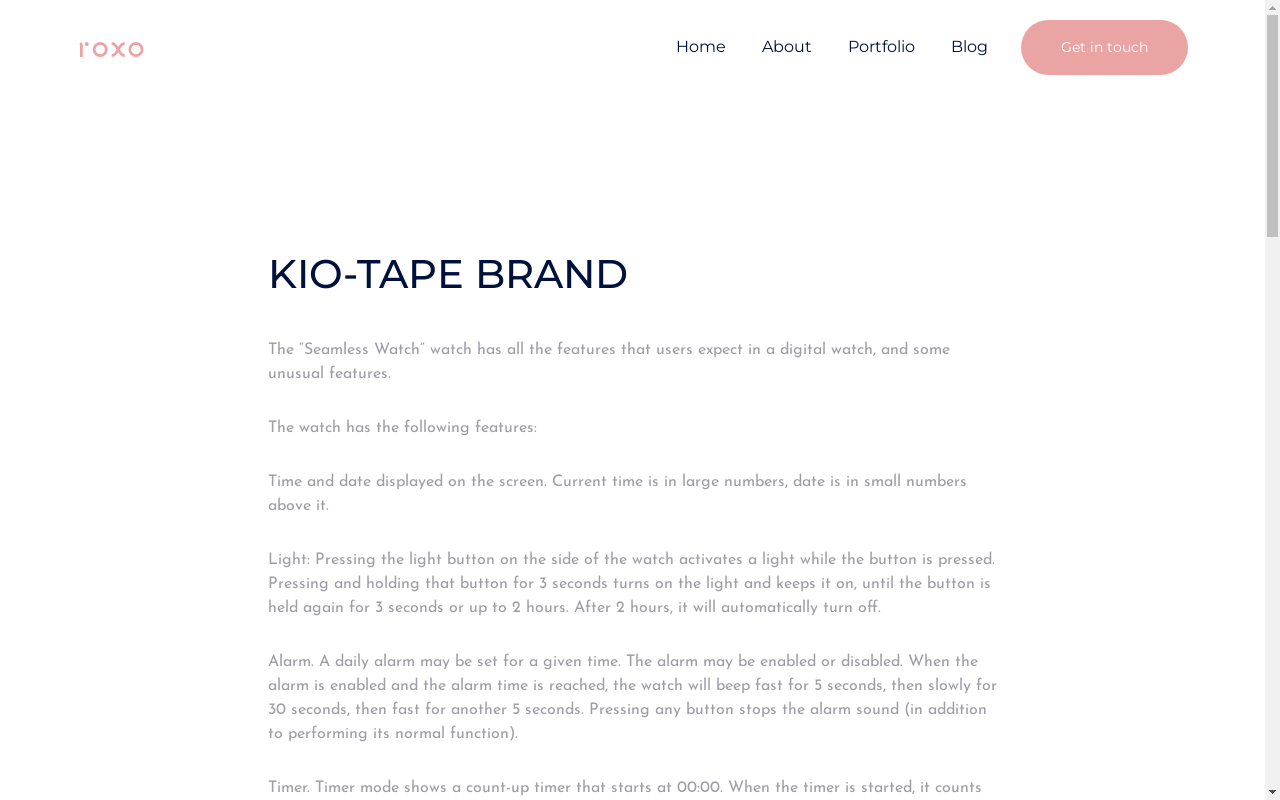 roxo
Home
About
Portfolio
Blog
Get in touch
KIO-TAPE BRAND
The “Seamless Watch” watch has all the features that users expect in a digital watch, and some
unusual features.
The watch has the following features:
Time and date displayed on the screen. Current time is in large numbers, date is in small numbers
above it.
Light: Pressing the light button on the side of the watch activates a light while the button is pressed.
Pressing and holding that button for 3 seconds turns on the light and keeps it on, until the button is
held again for 3 seconds or up to 2 hours. After 2 hours, it will automatically turn off.
Alarm. A daily alarm may be set for a given time. The alarm may be enabled or disabled. When the
alarm is enabled and the alarm time is reached, the watch will beep fast for 5 seconds, then slowly for
30 seconds, then fast for another 5 seconds. Pressing any button stops the alarm sound (in addition
to performing its normal function).
Timer. Timer mode shows a count-up timer that starts at 00:00. When the timer is started, it counts